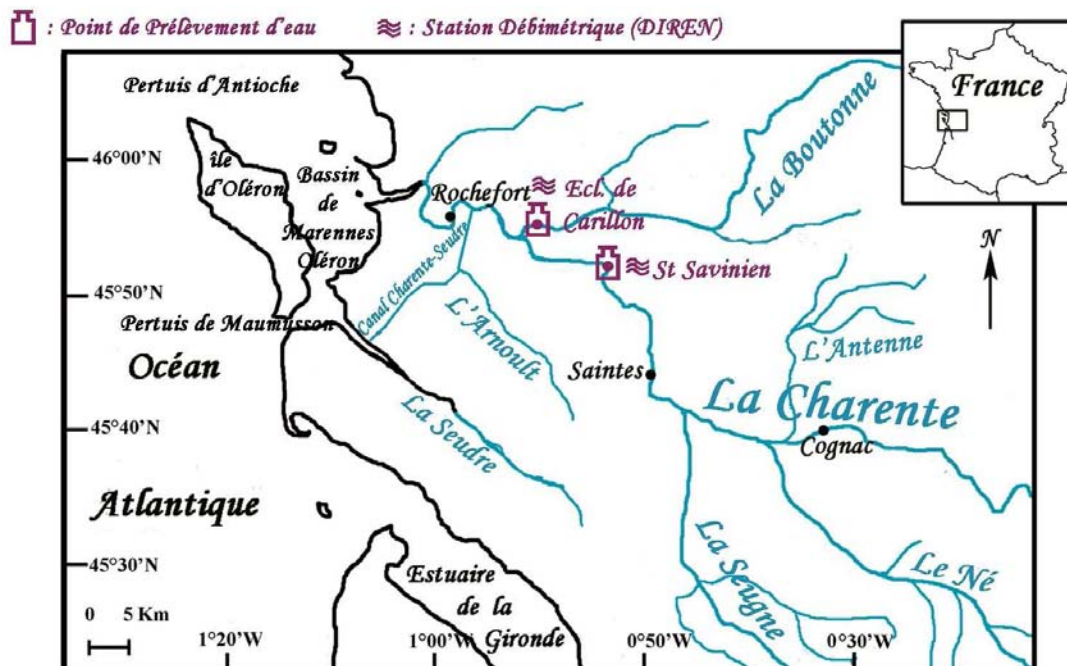 : Point de Prélèvement d'eau
: Station Débimétrique (DIREN)
Pertuis d'Antioche
France
La Boutonne
46°00'N
île
d'Oléron
Bassin
de
Marennes
Oléron
Rochefort
Ecl. de
Carillon
St Savinien
N
45°50'N
Canal Charente-Seudre
Pertuis de Maumusson
L'Arnoult
L'Antenne
Océan
Saintes
La Charente
La Seudre
45°40'N
Cognac
Atlantique
45°30'N
Estuaire
de la
Gironde
La Seugne
Le Né
0 5 Km
1°20'W
1°00'W
0°50'W
0°30'W